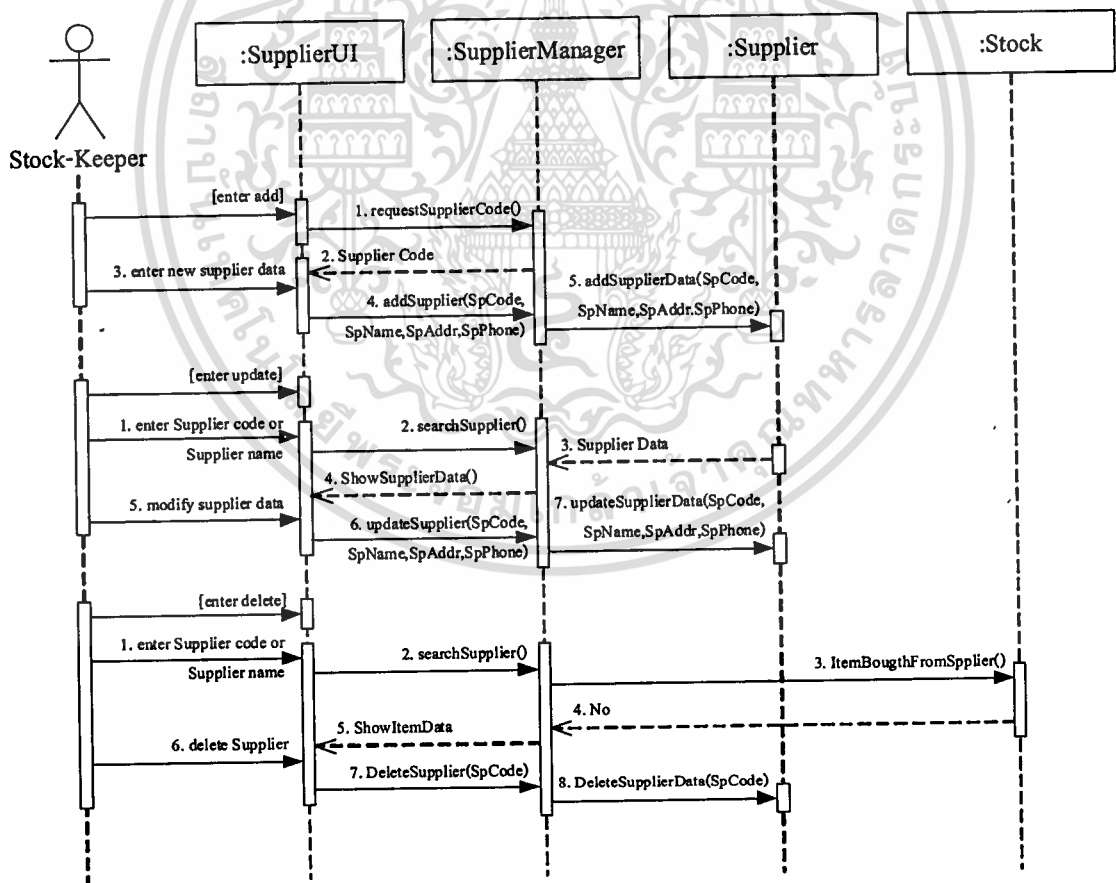 :SupplierUI
:SupplierManager
:Supplier
:Stock
Stock-Keeper
[enter add]
1. requestSupplierCode()
2. Supplier Code
3. enter new supplier data
4. addSupplier(SpCode,
SpName,SpAddr,SpPhone)
5. addSupplierData(SpCode,
SpName,SpAddr,SpPhone)
[enter update]
1. enter Supplier code or
Supplier name
2. searchSupplier()
3. Supplier Data
4. ShowSupplierData()
5. modify supplier data
6. updateSupplier(SpCode,
SpName,SpAddr,SpPhone)
7. updateSupplierData(SpCode,
SpName,SpAddr,SpPhone)
[enter delete]
1. enter Supplier code or
Supplier name
2. searchSupplier()
3. ItemBougthFromSpplier()
4. No
5. ShowItemData
6. delete Supplier
7. DeleteSupplier(SpCode)
8. DeleteSupplierData(SpCode)